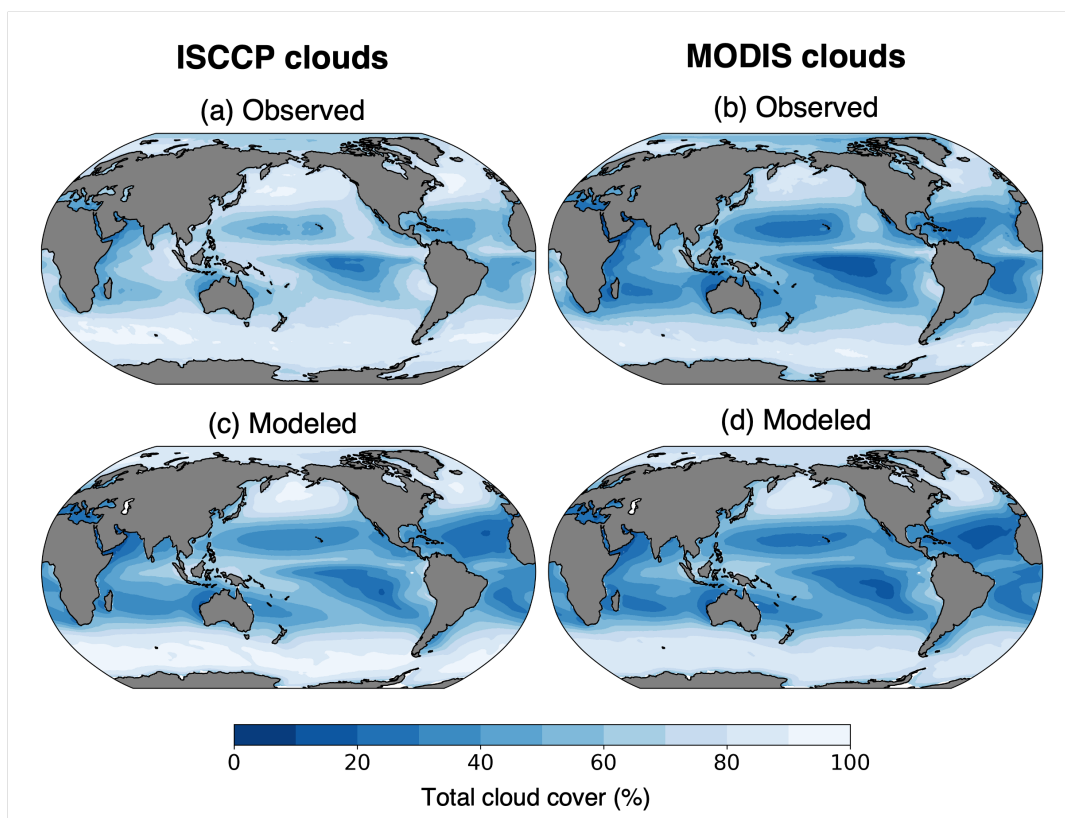 ISCCP clouds
MODIS clouds
(a) Observed
(b) Observed
(c) Modeled
(d) Modeled
0 20 40 60 80 100
Total cloud cover (%)